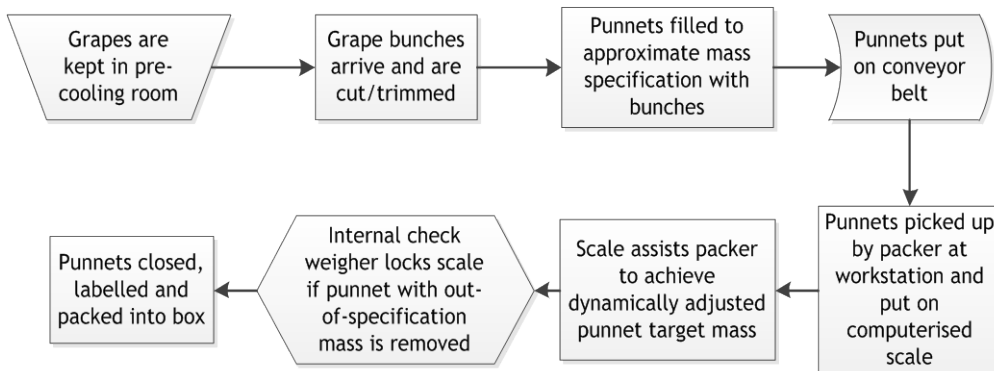 Grapes are
kept in pre-
cooling room
Grape bunches
arrive and are
cut/trimmed
Punnets filled to
approximate mass
specification with
bunches
Punnets put
on conveyor
belt
Punnets picked up
by packer at
workstation and
put on
computerised
scale
Scale assists packer
to achieve
dynamically adjusted
punnet target mass
Internal check
weigher locks scale
if punnet with out-
of-specification
mass is removed
Punnets closed,
labelled and
packed into box